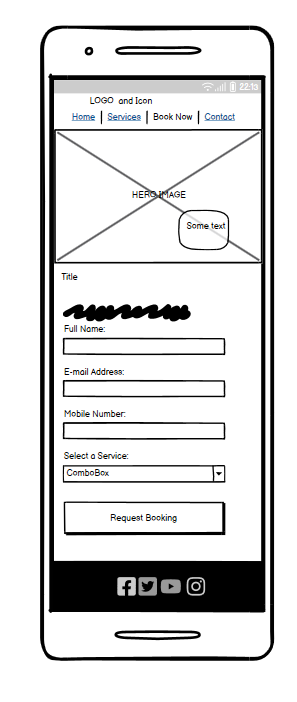 22:13
LOGO and Icon
Home | Services | Book Now | Contact
HERO IMAGE
Some text
Title
Full Name:
E-mail Address:
Mobile Number:
Select a Service:
ComboBox
Request Booking